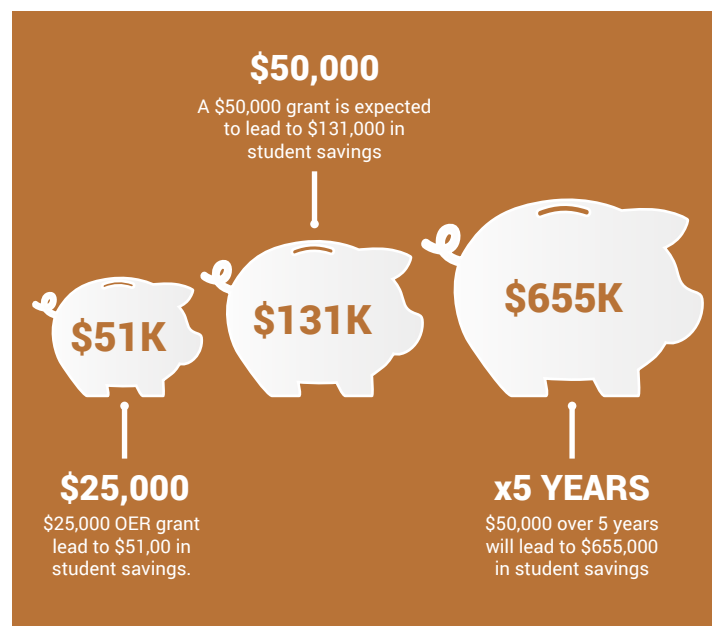 $50,000
A $50,000 grant is expected
to lead to $131,000 in
student savings
$51K
$131K
$655K
$25,000
$25,000 OER grant
lead to $51,00 in
student savings.
x5 YEARS
$50,000 over 5 years
will lead to $655,000
in student savings